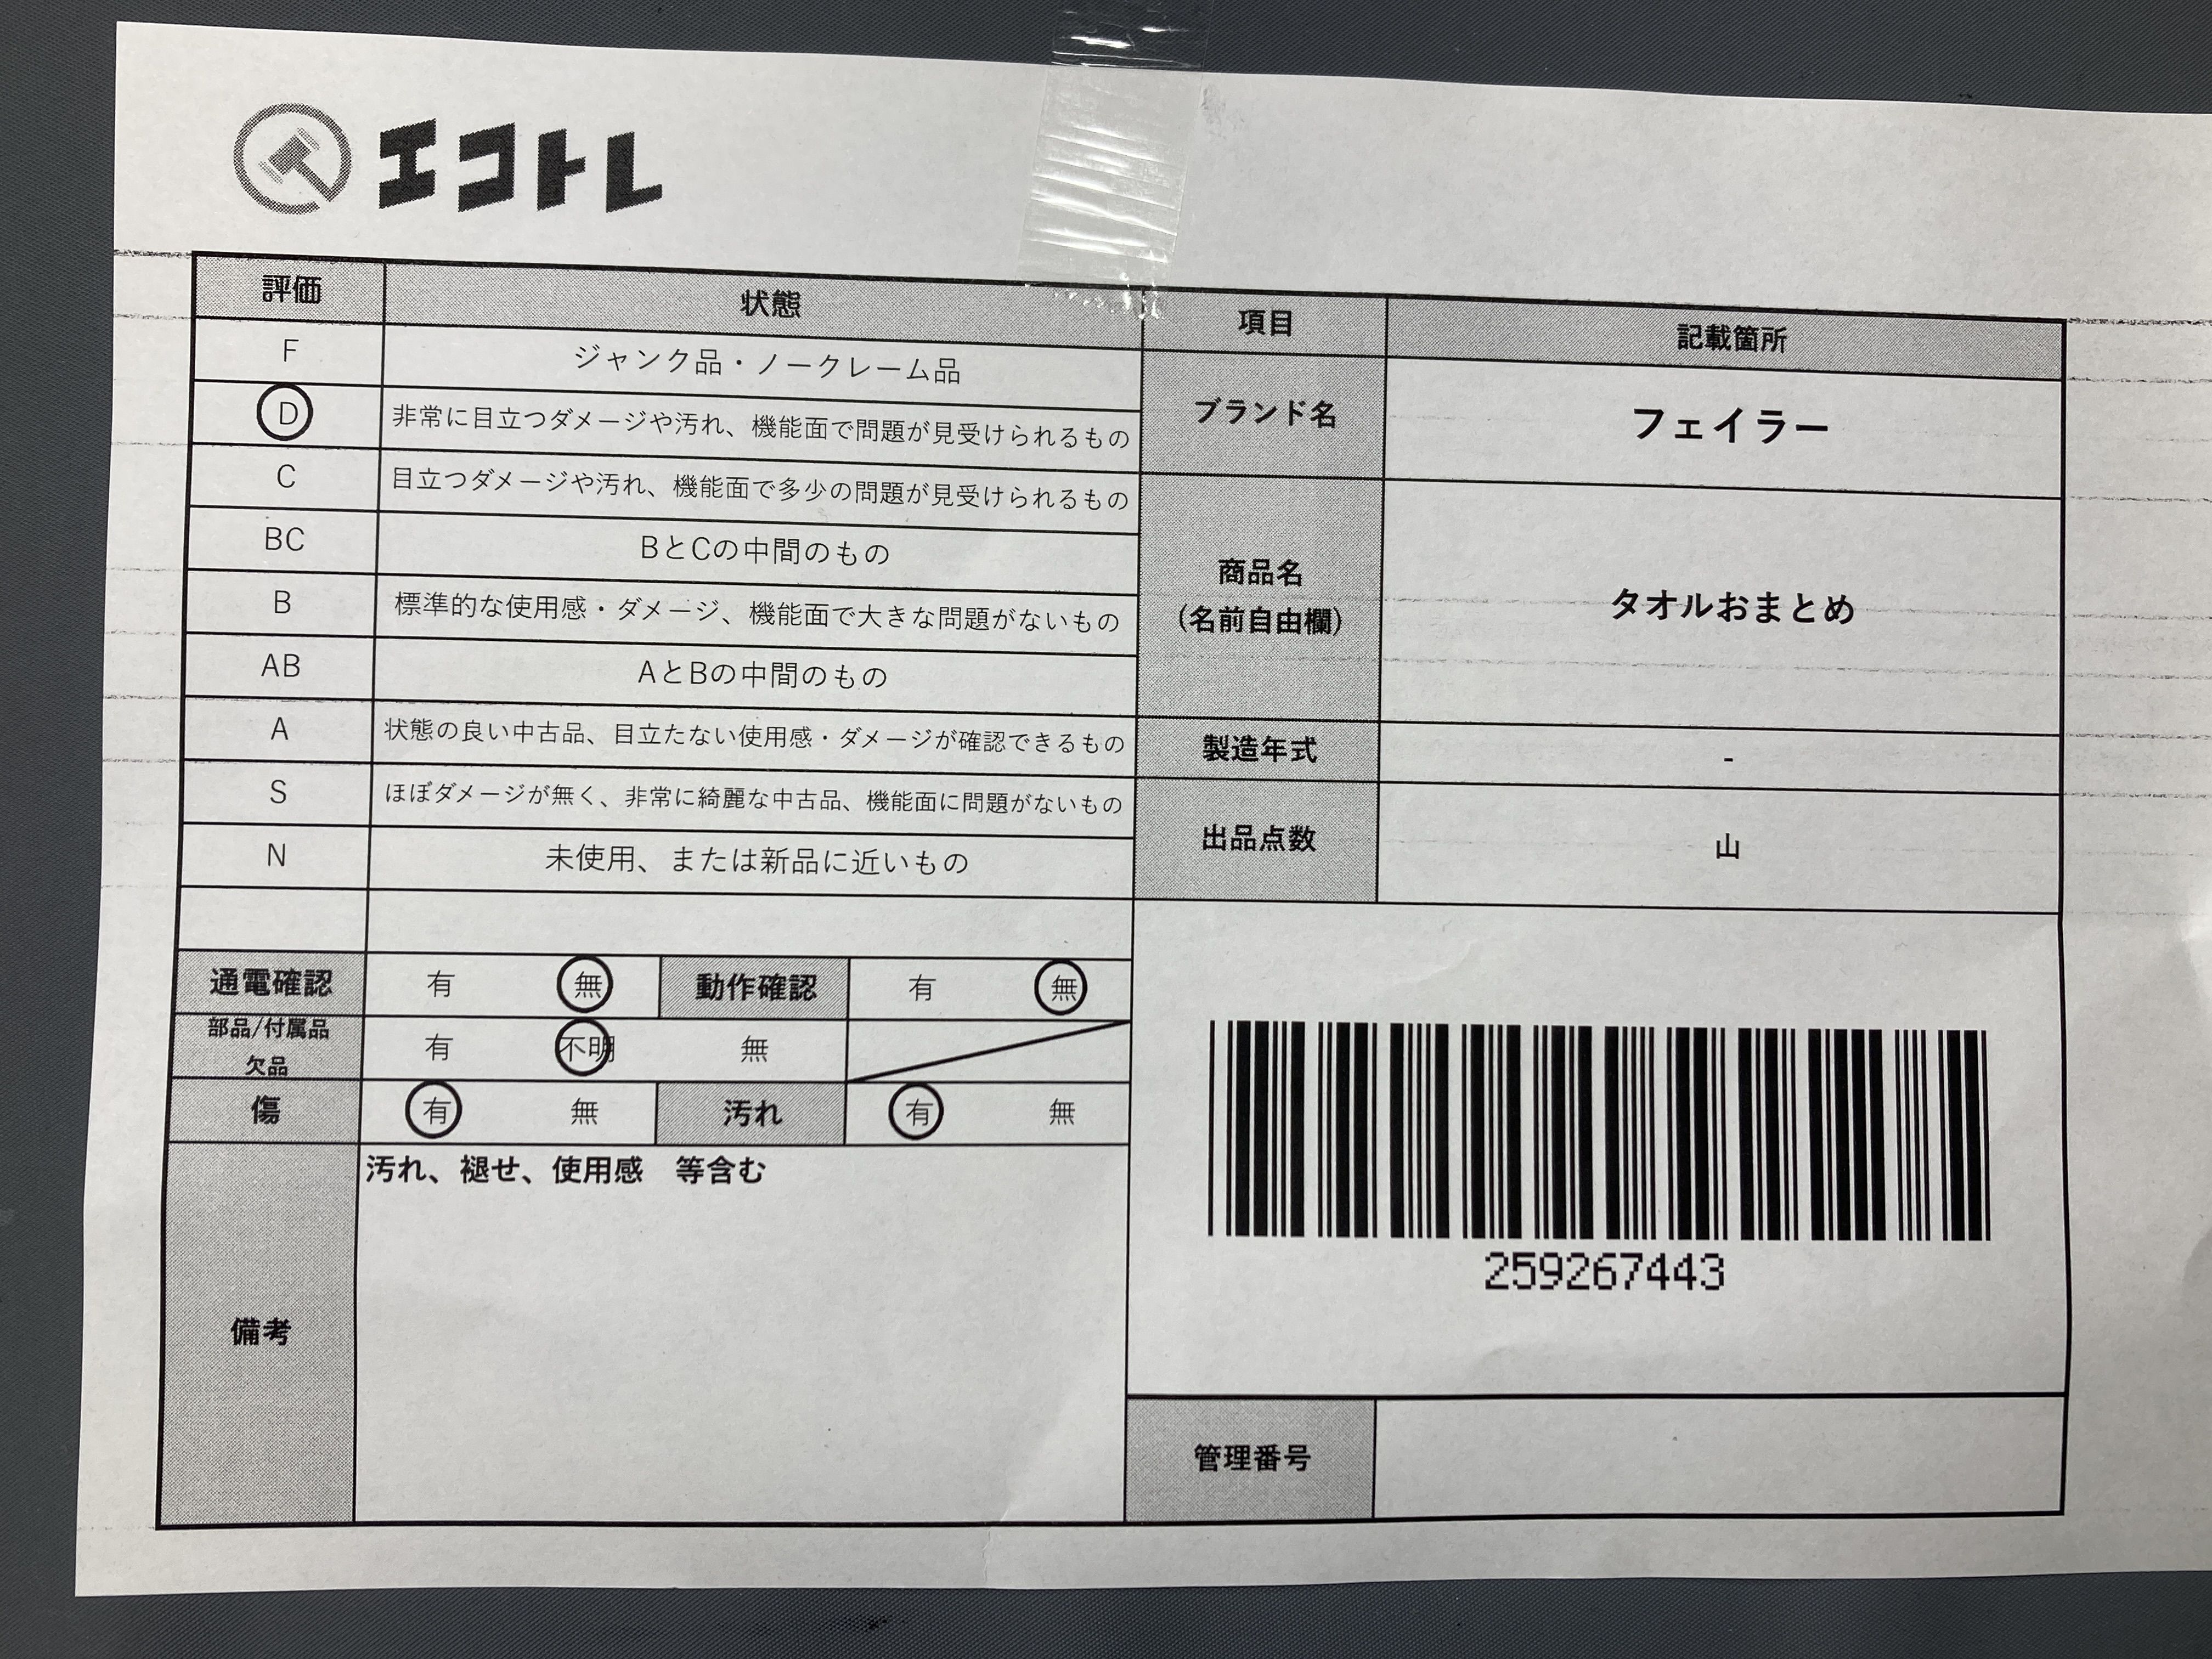 エコトレ
評価 状態
F ジャンク品・ノークレーム品
D 非常に目立つダメージや汚れ、機能面で問題が見受けられるもの
C 目立つダメージや汚れ、機能面で多少の問題が見受けられるもの
BC BとCの中間のもの
B 標準的な使用感・ダメージ、機能面で大きな問題がないもの
AB AとBの中間のもの
A 状態の良い中古品、目立たない使用感・ダメージが確認できるもの
S ほぼダメージが無く、非常に綺麗な中古品、機能面に問題がないもの
N 未使用、または新品に近いもの
通電確認 有 無 動作確認 有 無
部品/付属品
欠品 有 不明 無
傷 有 無 汚れ 有 無
備考 汚れ、褪せ、使用感　等含む
項目 記載箇所
ブランド名 フェイラー
商品名
(名前自由欄) タオルおまとめ
製造年式 -
出品点数 山
259267443
管理番号